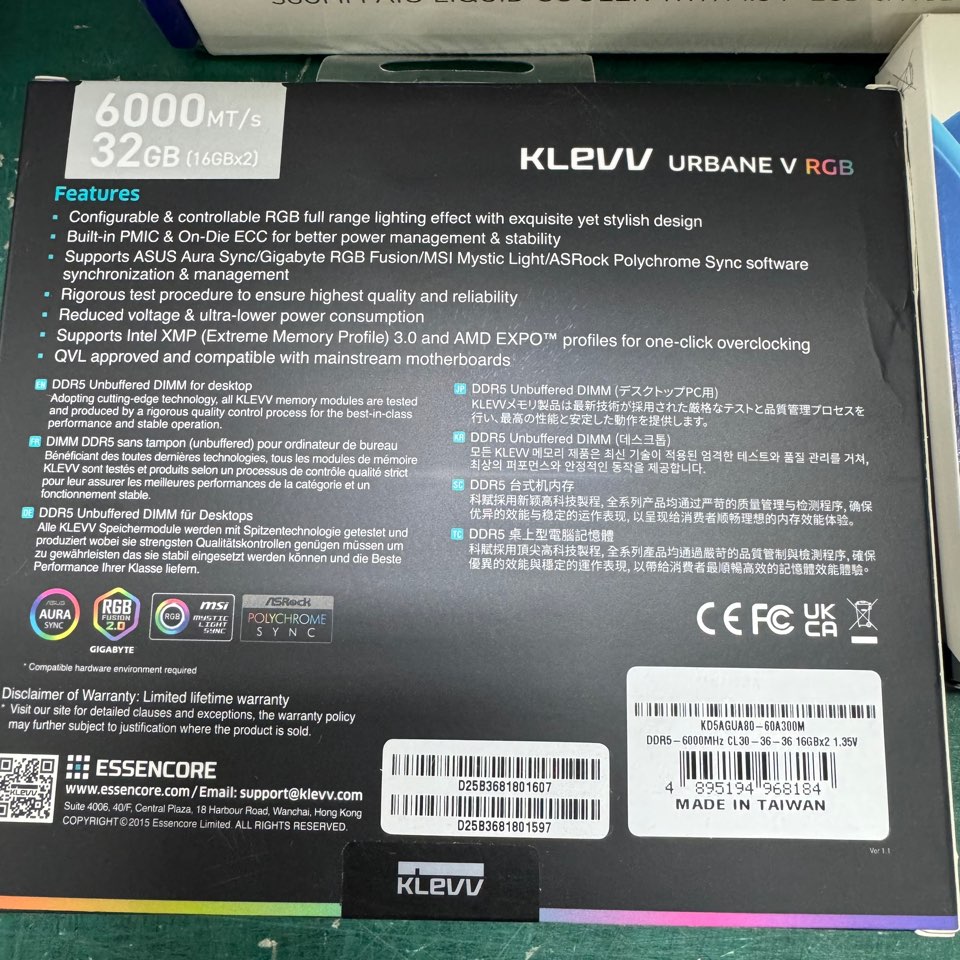 6000MT/s
32GB (16GBx2)
KLEVV URBANE V RGB
Features
Configurable & controllable RGB full range lighting effect with exquisite yet stylish design
Built-in PMIC & On-Die ECC for better power management & stability
Supports ASUS Aura Sync/Gigabyte RGB Fusion/MSI Mystic Light/ASRock Polychrome Sync software
synchronization & management
Rigorous test procedure to ensure highest quality and reliability
Reduced voltage & ultra-lower power consumption
Supports Intel XMP (Extreme Memory Profile) 3.0 and AMD EXPO™ profiles for one-click overclocking
QVL approved and compatible with mainstream motherboards
EN DDR5 Unbuffered DIMM for desktop
Adopting cutting-edge technology, all KLEVV memory modules are tested
and produced by a rigorous quality control process for the best-in-class
performance and stable operation.
FR DIMM DDR5 sans tampon (unbuffered) pour ordinateur de bureau
Bénéficiant des toutes dernières technologies, tous les modules de mémoire
KLEVV sont testés et produits selon un processus de contrôle qualité strict
pour leur assurer les meilleures performances de la catégorie et un
fonctionnement stable.
DE DDR5 Unbuffered DIMM für Desktops
Alle KLEVV Speichermodule werden mit Spitzentechnologie getestet und
produziert wobei sie strengsten Qualitätskontrollen genügen müssen um
zu gewährleisten das sie stabil eingesetzt werden können und die Beste
Performance Ihrer Klasse liefern.
JP DDR5 Unbuffered DIMM (デスクトップPC用)
KLEVVメモリ製品は最新技術が採用された厳格なテストと品質管理プロセスを
行い、最高の性能と安定した動作を提供します。
KR DDR5 Unbuffered DIMM (데스크톱)
모든 KLEVV 메모리 제품은 최신 기술이 적용된 엄격한 테스트와 품질 관리를 거쳐,
최상의 퍼포먼스와 안정적인 동작을 제공합니다.
SC DDR5 台式机内存
科赋採用新颖高科技製程, 全系列产品均通过严苛的质量管理与检测程序, 确保
优异的效能与稳定的运作表现, 以呈现给消费者顺畅理想的内存效能体验。
TC DDR5 桌上型電腦記憶體
科賦採用頂尖高科技製程, 全系列產品均通過嚴苛的品質管制與檢測程序, 確保
優異的效能與穩定的運作表現, 以帶給消費者最順暢高效的記憶體效能體驗。
ASUS AURA SYNC
RGB FUSION 2.0
GIGABYTE
RGB msi MYSTIC LIGHT SYNC
ASRock POLYCHROME SYNC
CE FC UK CA
* Compatible hardware environment required
Disclaimer of Warranty: Limited lifetime warranty
* Visit our site for detailed clauses and exceptions, the warranty policy
may further subject to justification where the product is sold.
KLEVV
ESSENCORE
www.essencore.com / Email: support@klevv.com
Suite 4006, 40/F, Central Plaza, 18 Harbour Road, Wanchai, Hong Kong
COPYRIGHT © 2015 Essencore Limited. ALL RIGHTS RESERVED.
D25B3681801607
D25B3681801597
KD5AGUA80-60A300M
DDR5-6000MHz CL30-36-36 16GBx2 1.35V
4 895194 968184
MADE IN TAIWAN
Ver 1.1
KLEVV